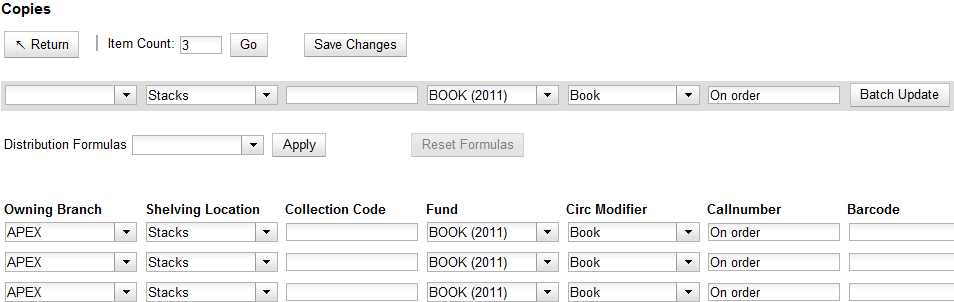 Copies
↖ Return | Item Count: 3 Go Save Changes
Stacks BOOK (2011) Book On order Batch Update
Distribution Formulas Apply Reset Formulas
Owning Branch Shelving Location Collection Code Fund Circ Modifier Callnumber Barcode
APEX Stacks BOOK (2011) Book On order
APEX Stacks BOOK (2011) Book On order
APEX Stacks BOOK (2011) Book On order